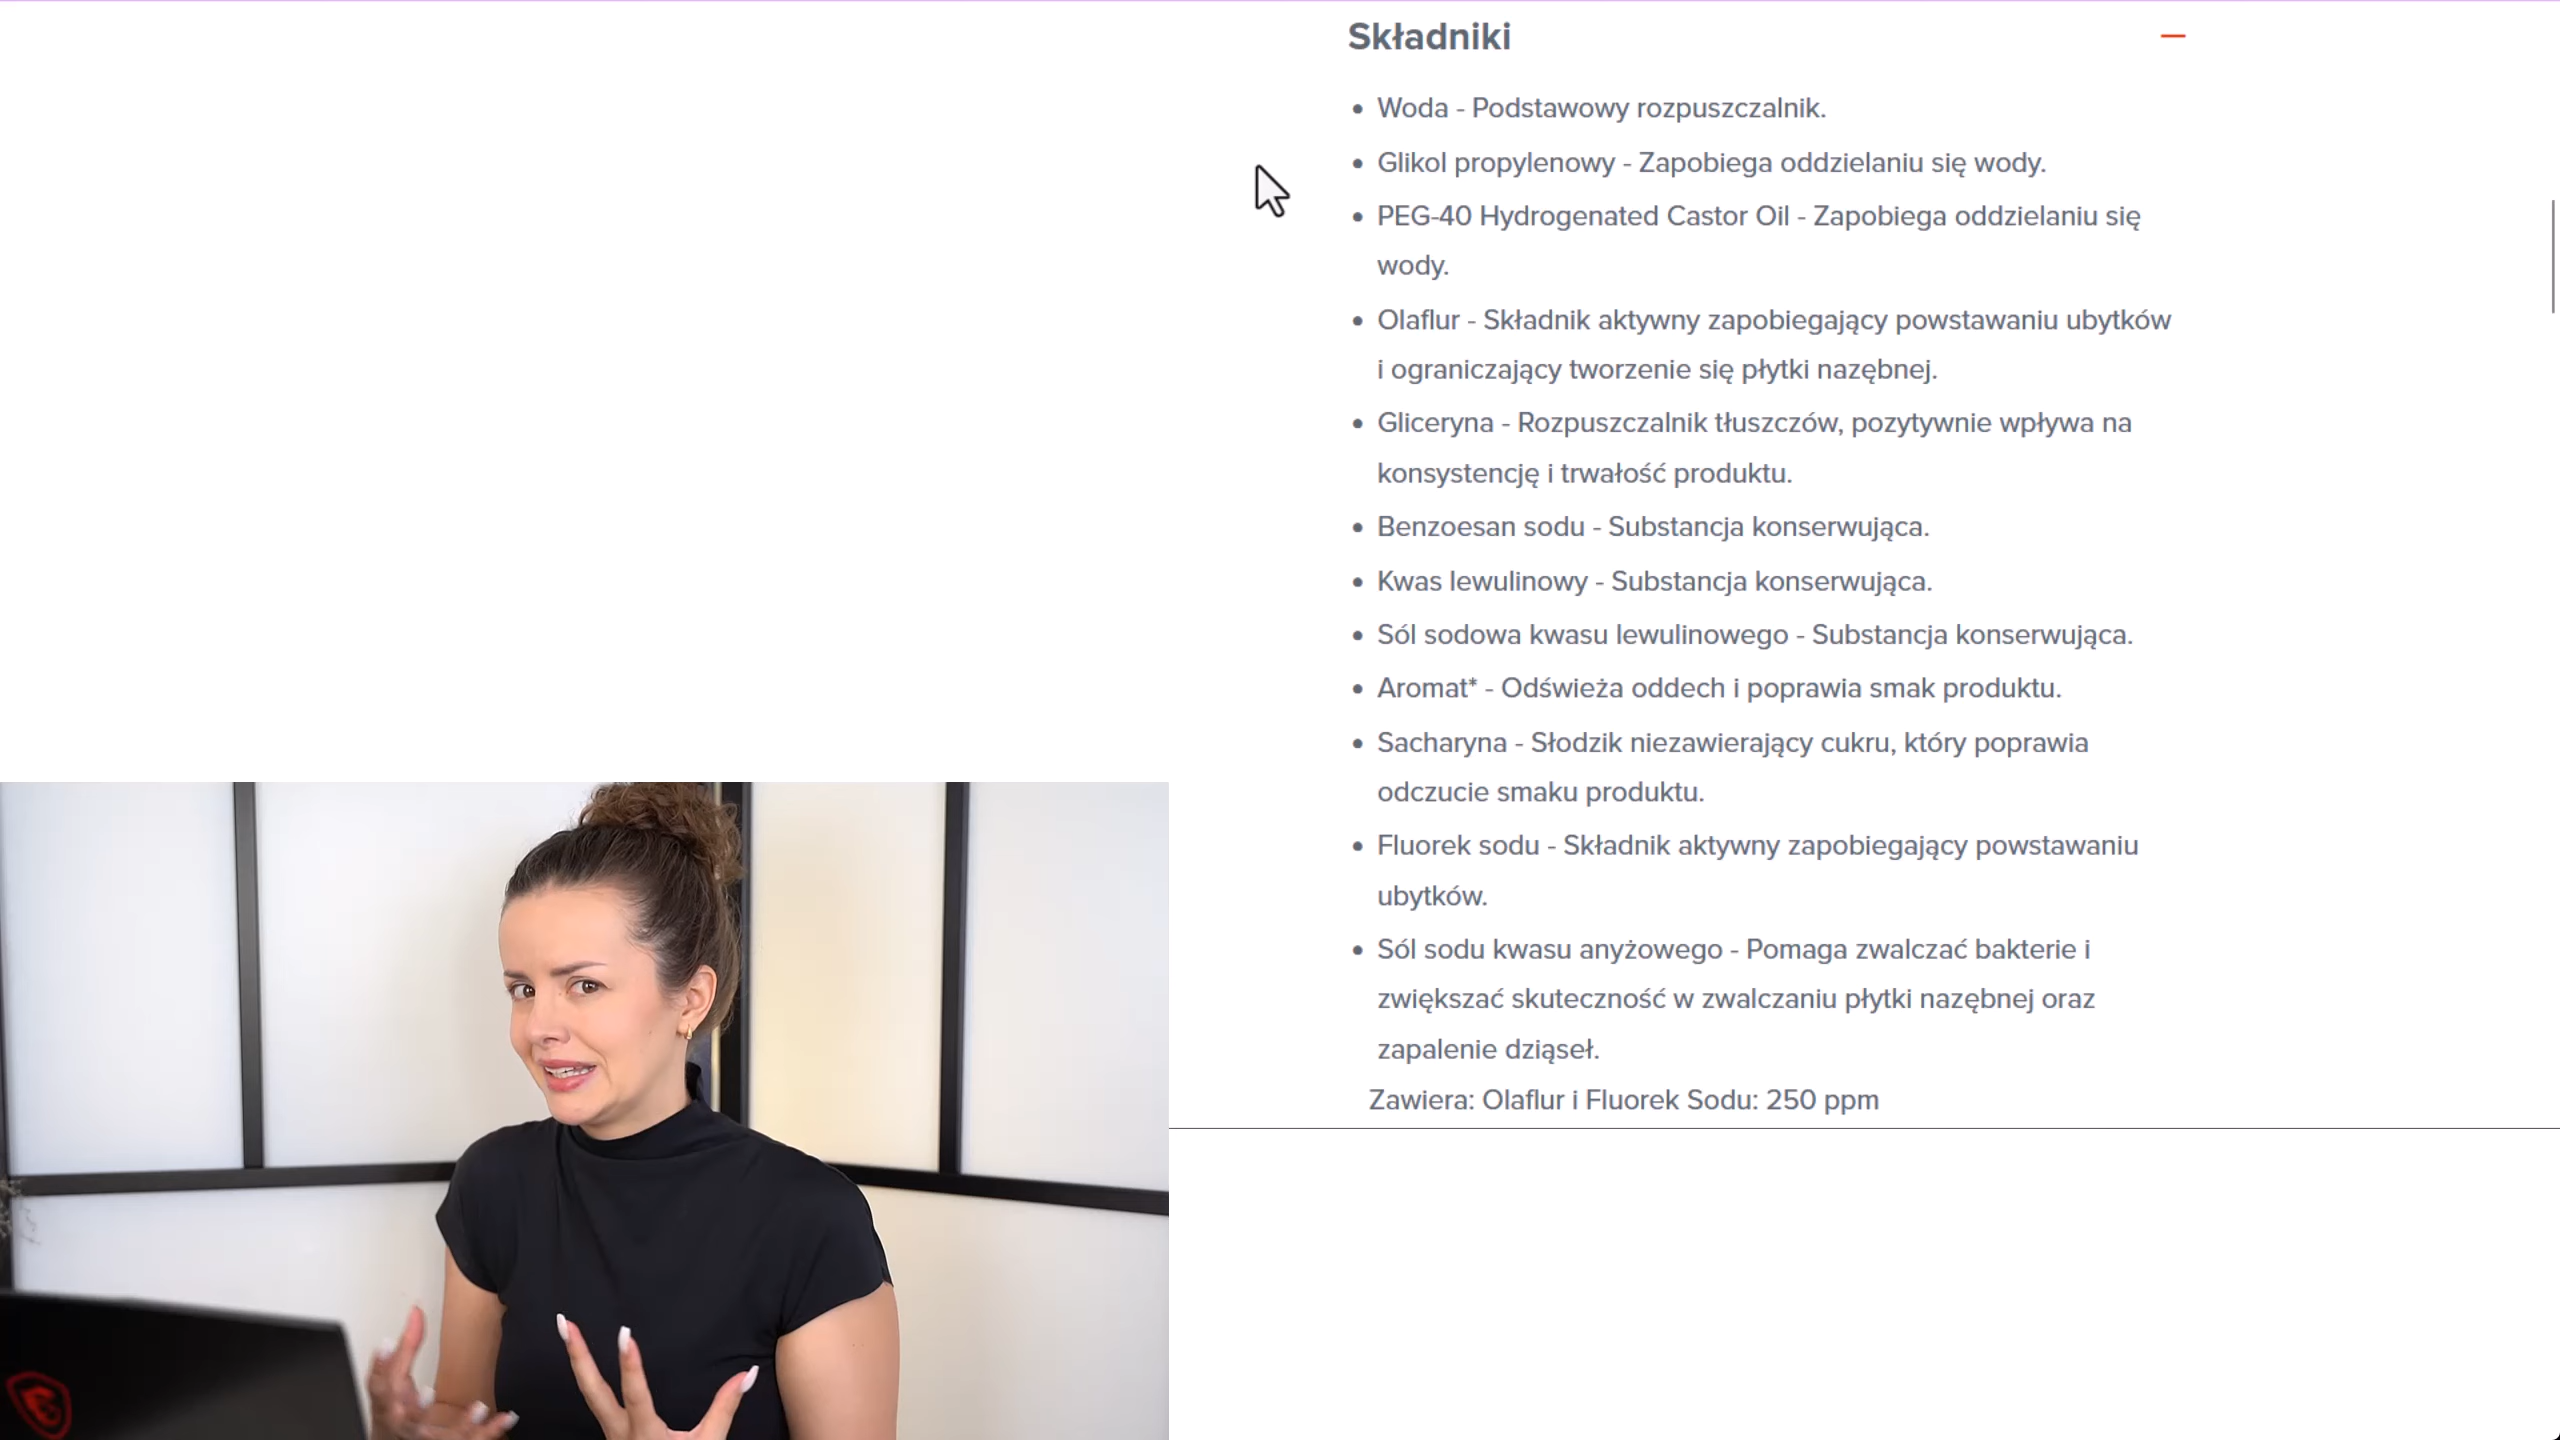 Składniki
Woda - Podstawowy rozpuszczalnik.
Glikol propylenowy - Zapobiega oddzielaniu się wody.
PEG-40 Hydrogenated Castor Oil - Zapobiega oddzielaniu się
wody.
Olaflur - Składnik aktywny zapobiegający powstawaniu ubytków
i ograniczający tworzenie się płytki nazębnej.
Gliceryna - Rozpuszczalnik tłuszczów, pozytywnie wpływa na
konsystencję i trwałość produktu.
Benzoesan sodu - Substancja konserwująca.
Kwas lewulinowy - Substancja konserwująca.
Sól sodowa kwasu lewulinowego - Substancja konserwująca.
Aromat* - Odświeża oddech i poprawia smak produktu.
Sacharyna - Słodzik niezawierający cukru, który poprawia
odczucie smaku produktu.
Fluorek sodu - Składnik aktywny zapobiegający powstawaniu
ubytków.
Sól sodu kwasu anyżowego - Pomaga zwalczać bakterie i
zwiększać skuteczność w zwalczaniu płytki nazębnej oraz
zapalenie dziąseł.
Zawiera: Olaflur i Fluorek Sodu: 250 ppm